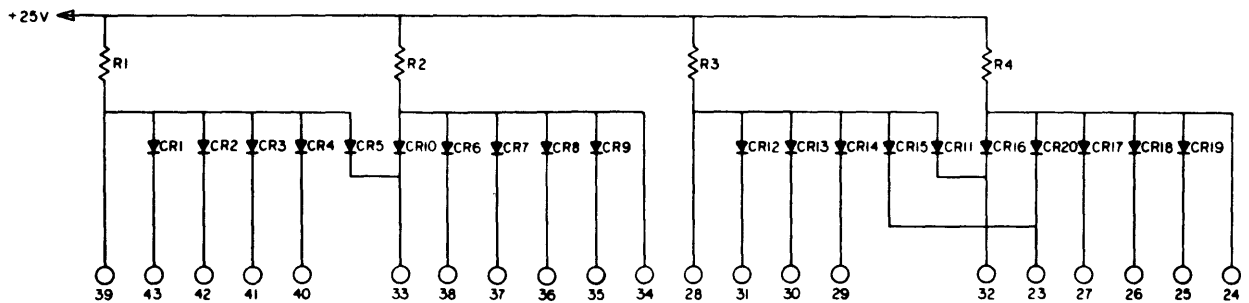 +25V
R1 R2 R3 R4
CR1 CR2 CR3 CR4 CR5 CR10 CR6 CR7 CR8 CR9 CR12 CR13 CR14 CR15 CR11 CR16 CR20 CR17 CR18 CR19
39 43 42 41 40 33 38 37 36 35 34 28 31 30 29 32 23 27 26 25 24